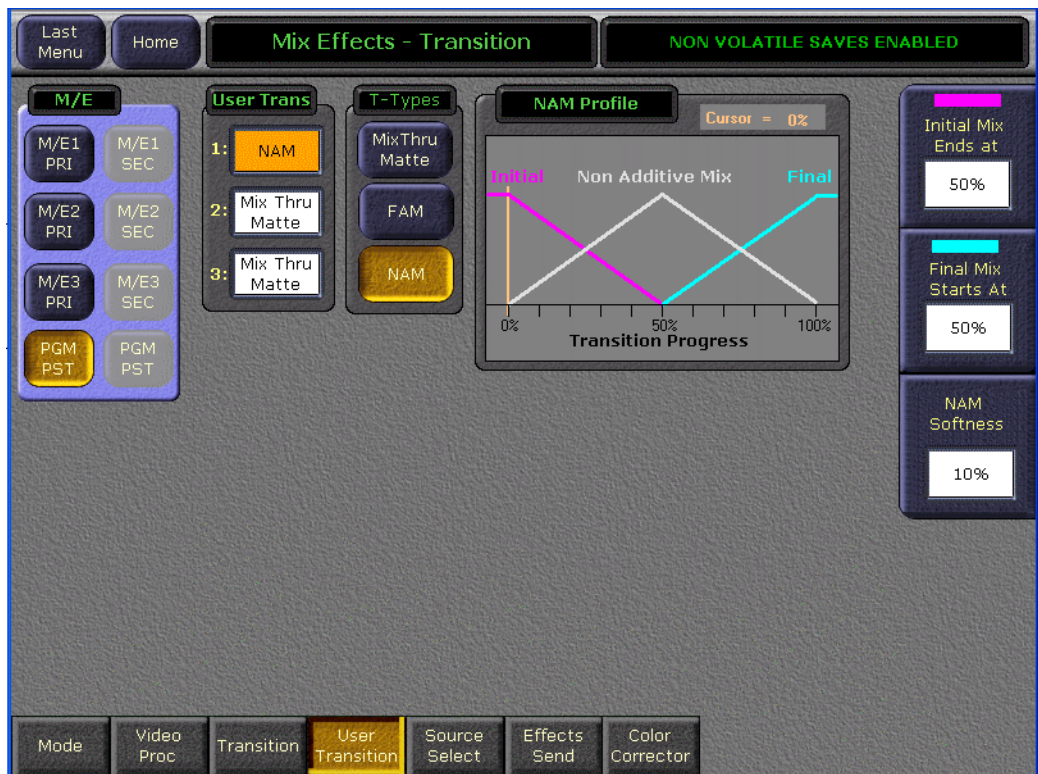 Last
Menu
Home
Mix Effects - Transition
NON VOLATILE SAVES ENABLED
M/E
M/E1
PRI
M/E1
SEC
M/E2
PRI
M/E2
SEC
M/E3
PRI
M/E3
SEC
PGM
PST
PGM
PST
User Trans
1:
NAM
2:
Mix Thru
Matte
3:
Mix Thru
Matte
T-Types
MixThru
Matte
FAM
NAM
NAM Profile
Cursor = 0%
Initial
Non Additive Mix
Final
0%
50%
100%
Transition Progress
Initial Mix
Ends at
50%
Final Mix
Starts At
50%
NAM
Softness
10%
Mode
Video
Proc
Transition
User
Transition
Source
Select
Effects
Send
Color
Corrector